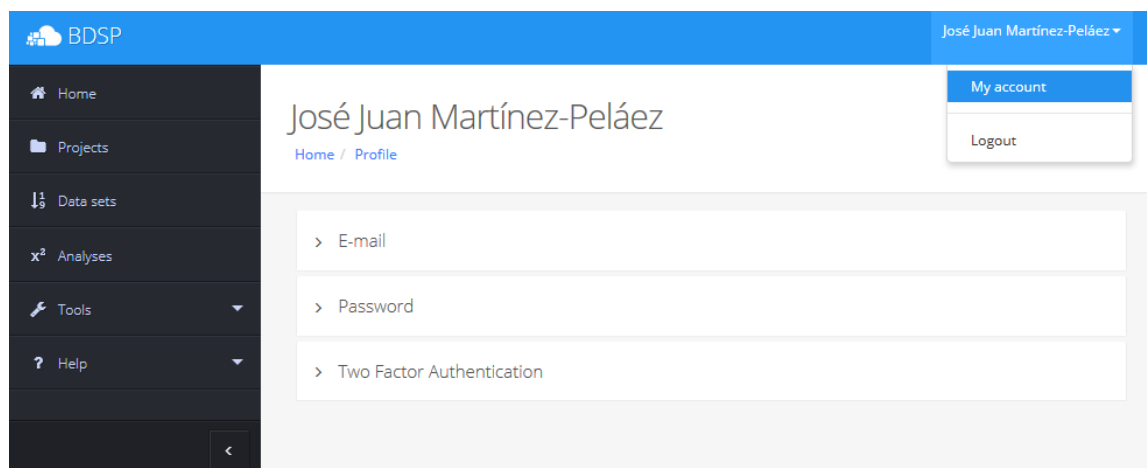 BDSP
José Juan Martínez-Peláez
Home
Projects
Data sets
x² Analyses
Tools
? Help
José Juan Martínez-Peláez
Home / Profile
My account
Logout
E-mail
Password
Two Factor Authentication